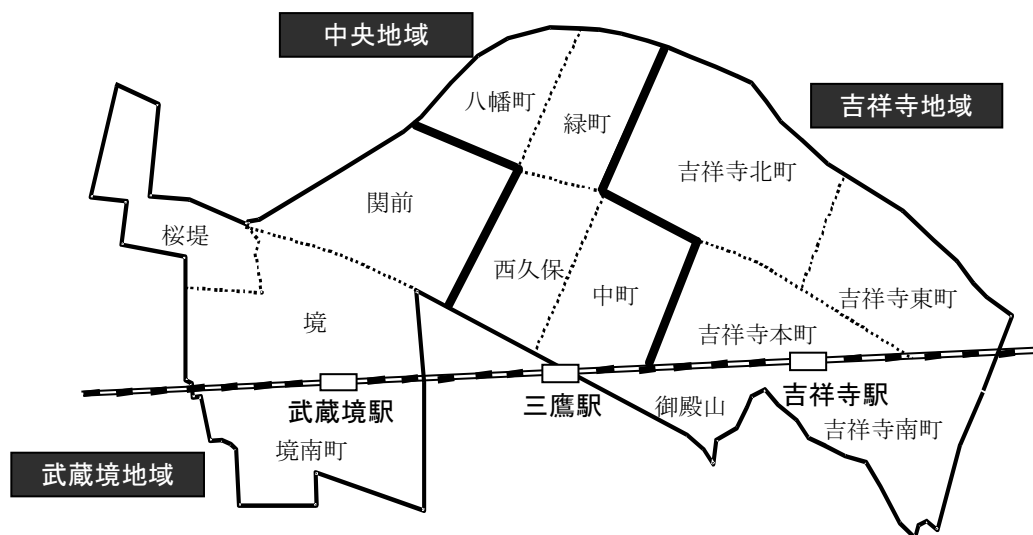 中央地域
八幡町
吉祥寺地域
緑町
吉祥寺北町
関前
桜堤
西久保
中町
吉祥寺東町
境
吉祥寺本町
武蔵境駅
三鷹駅
御殿山
吉祥寺駅
吉祥寺南町
境南町
武蔵境地域